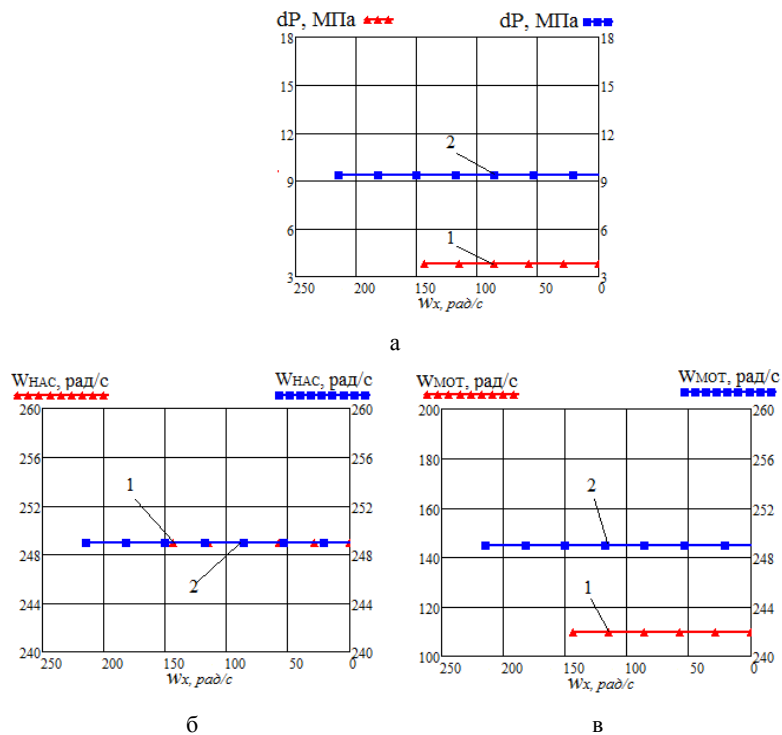 dP, МПа dP, МПа
18 18
15 15
12 12
2
9 9
6 6
1
3 3
250 200 150 100 50 0
Wx, рад/с
а
WНАС, рад/с WНАС, рад/с
260 260
256 256
1
252 252
248 248
2
244 244
240 240
250 200 150 100 50 0
Wx, рад/с
б
WМОТ, рад/с WМОТ, рад/с
200 260
180 256
2
160 252
140 248
1
110 244
100 240
250 200 150 100 50 0
Wx, рад/с
в